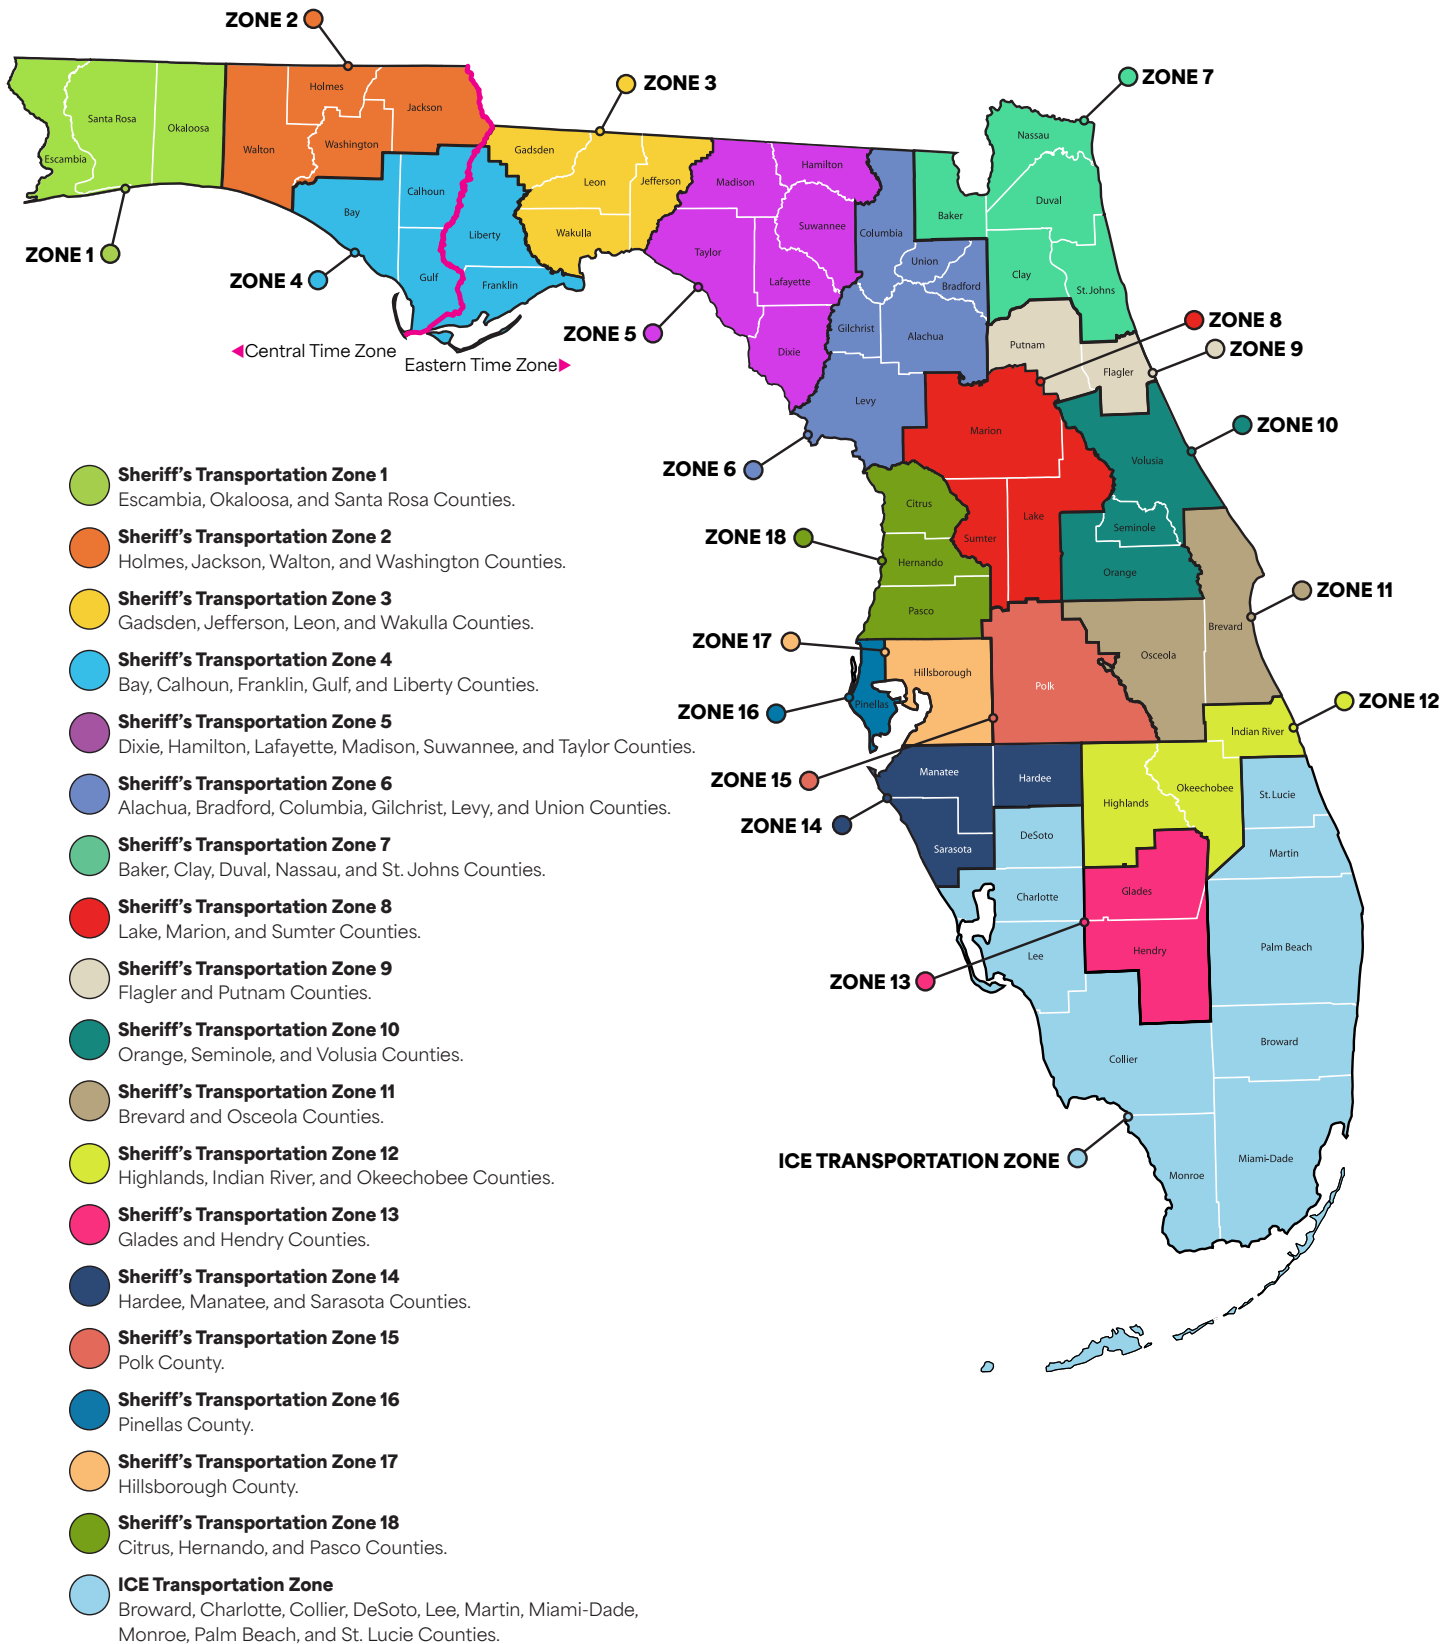 ZONE 2
ZONE 3
ZONE 7
Holmes
Jackson
Santa Rosa
Okaloosa
Walton
Washington
Escambia
Gadsden
Leon
Jefferson
Wakulla
Madison
Hamilton
Suwannee
Taylor
Lafayette
Dixie
Nassau
Duval
Baker
Clay
St. Johns
Calhoun
Bay
Liberty
Gulf
Franklin
Columbia
Union
Bradford
Gilchrist
Alachua
Levy
ZONE 1
ZONE 4
ZONE 5
ZONE 8
ZONE 9
Putnam
Flagler
◀Central Time Zone
Eastern Time Zone▶
ZONE 10
ZONE 6
Marion
Volusia
Citrus
Lake
Sumter
Seminole
Orange
Hernando
Pasco
ZONE 18
ZONE 11
Brevard
Osceola
ZONE 17
Hillsborough
Polk
Pinellas
ZONE 16
ZONE 12
Indian River
ZONE 15
Manatee
Hardee
Highlands
Okeechobee
St. Lucie
ZONE 14
DeSoto
Sarasota
Martin
Charlotte
Glades
Lee
Hendry
Palm Beach
ZONE 13
Collier
Broward
ICE TRANSPORTATION ZONE
Monroe
Miami-Dade
Sheriff's Transportation Zone 1
Escambia, Okaloosa, and Santa Rosa Counties.
Sheriff's Transportation Zone 2
Holmes, Jackson, Walton, and Washington Counties.
Sheriff's Transportation Zone 3
Gadsden, Jefferson, Leon, and Wakulla Counties.
Sheriff's Transportation Zone 4
Bay, Calhoun, Franklin, Gulf, and Liberty Counties.
Sheriff's Transportation Zone 5
Dixie, Hamilton, Lafayette, Madison, Suwannee, and Taylor Counties.
Sheriff's Transportation Zone 6
Alachua, Bradford, Columbia, Gilchrist, Levy, and Union Counties.
Sheriff's Transportation Zone 7
Baker, Clay, Duval, Nassau, and St. Johns Counties.
Sheriff's Transportation Zone 8
Lake, Marion, and Sumter Counties.
Sheriff's Transportation Zone 9
Flagler and Putnam Counties.
Sheriff's Transportation Zone 10
Orange, Seminole, and Volusia Counties.
Sheriff's Transportation Zone 11
Brevard and Osceola Counties.
Sheriff's Transportation Zone 12
Highlands, Indian River, and Okeechobee Counties.
Sheriff's Transportation Zone 13
Glades and Hendry Counties.
Sheriff's Transportation Zone 14
Hardee, Manatee, and Sarasota Counties.
Sheriff's Transportation Zone 15
Polk County.
Sheriff's Transportation Zone 16
Pinellas County.
Sheriff's Transportation Zone 17
Hillsborough County.
Sheriff's Transportation Zone 18
Citrus, Hernando, and Pasco Counties.
ICE Transportation Zone
Broward, Charlotte, Collier, DeSoto, Lee, Martin, Miami-Dade,
Monroe, Palm Beach, and St. Lucie Counties.